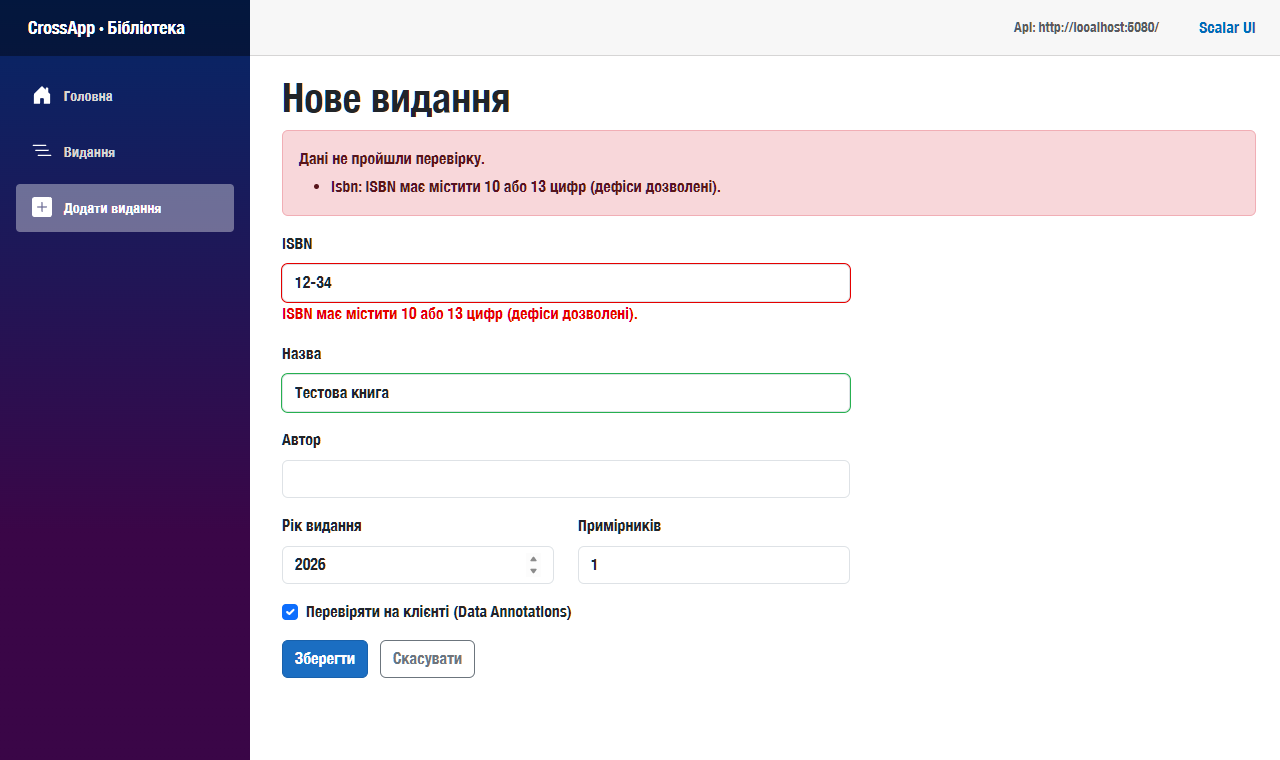 CrossApp • Бібліотека
Api: http://localhost:5080/
Scalar UI
Головна
Видання
Додати видання
Нове видання
Дані не пройшли перевірку.
• Isbn: ISBN має містити 10 або 13 цифр (дефіси дозволені).
ISBN
12-34
ISBN має містити 10 або 13 цифр (дефіси дозволені).
Назва
Тестова книга
Автор
Рік видання
Примірників
2026
1
Перевіряти на клієнті (Data Annotations)
Зберегти
Скасувати